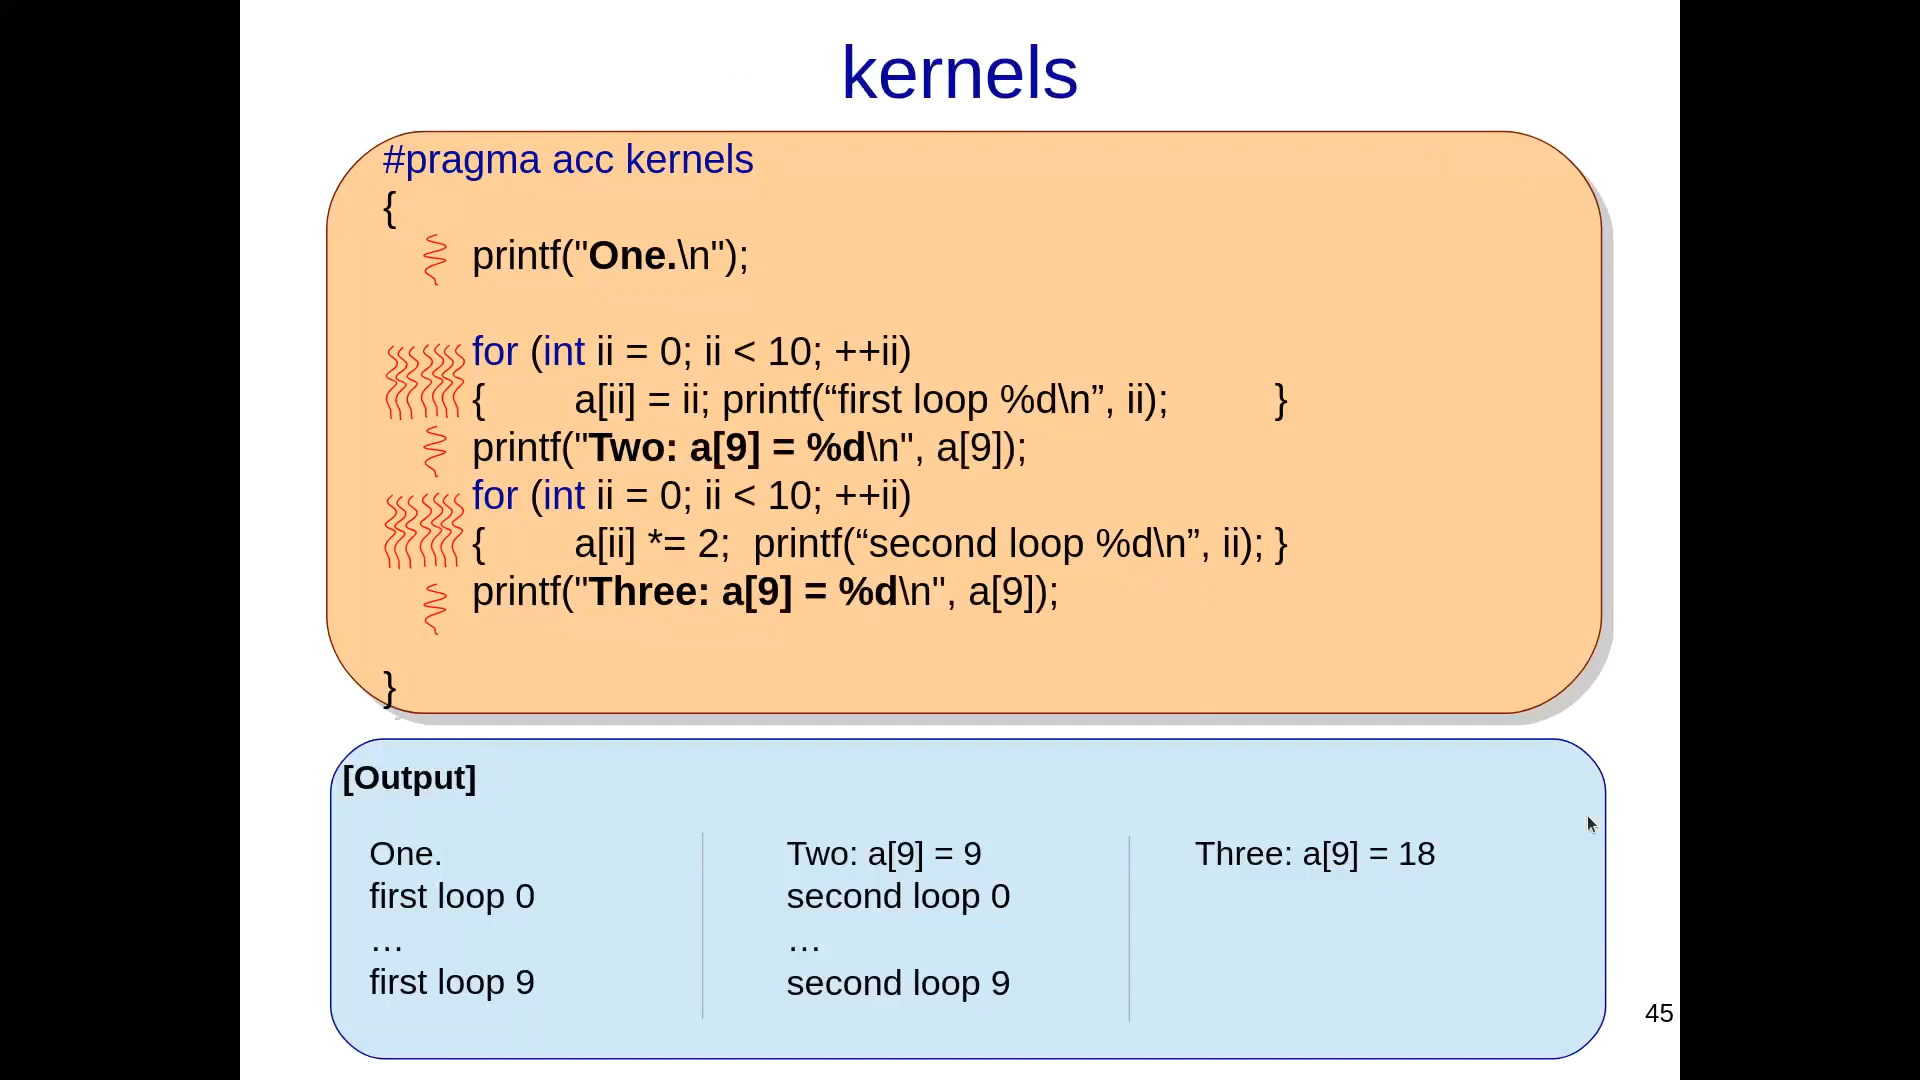 kernels
#pragma acc kernels
{
printf("One.\n");
for (int ii = 0; ii < 10; ++ii)
{ a[ii] = ii; printf(“first loop %d\n”, ii); }
printf("Two: a[9] = %d\n", a[9]);
for (int ii = 0; ii < 10; ++ii)
{ a[ii] *= 2; printf(“second loop %d\n”, ii); }
printf("Three: a[9] = %d\n", a[9]);
}
[Output]
One.
first loop 0
…
first loop 9
Two: a[9] = 9
second loop 0
…
second loop 9
Three: a[9] = 18
45